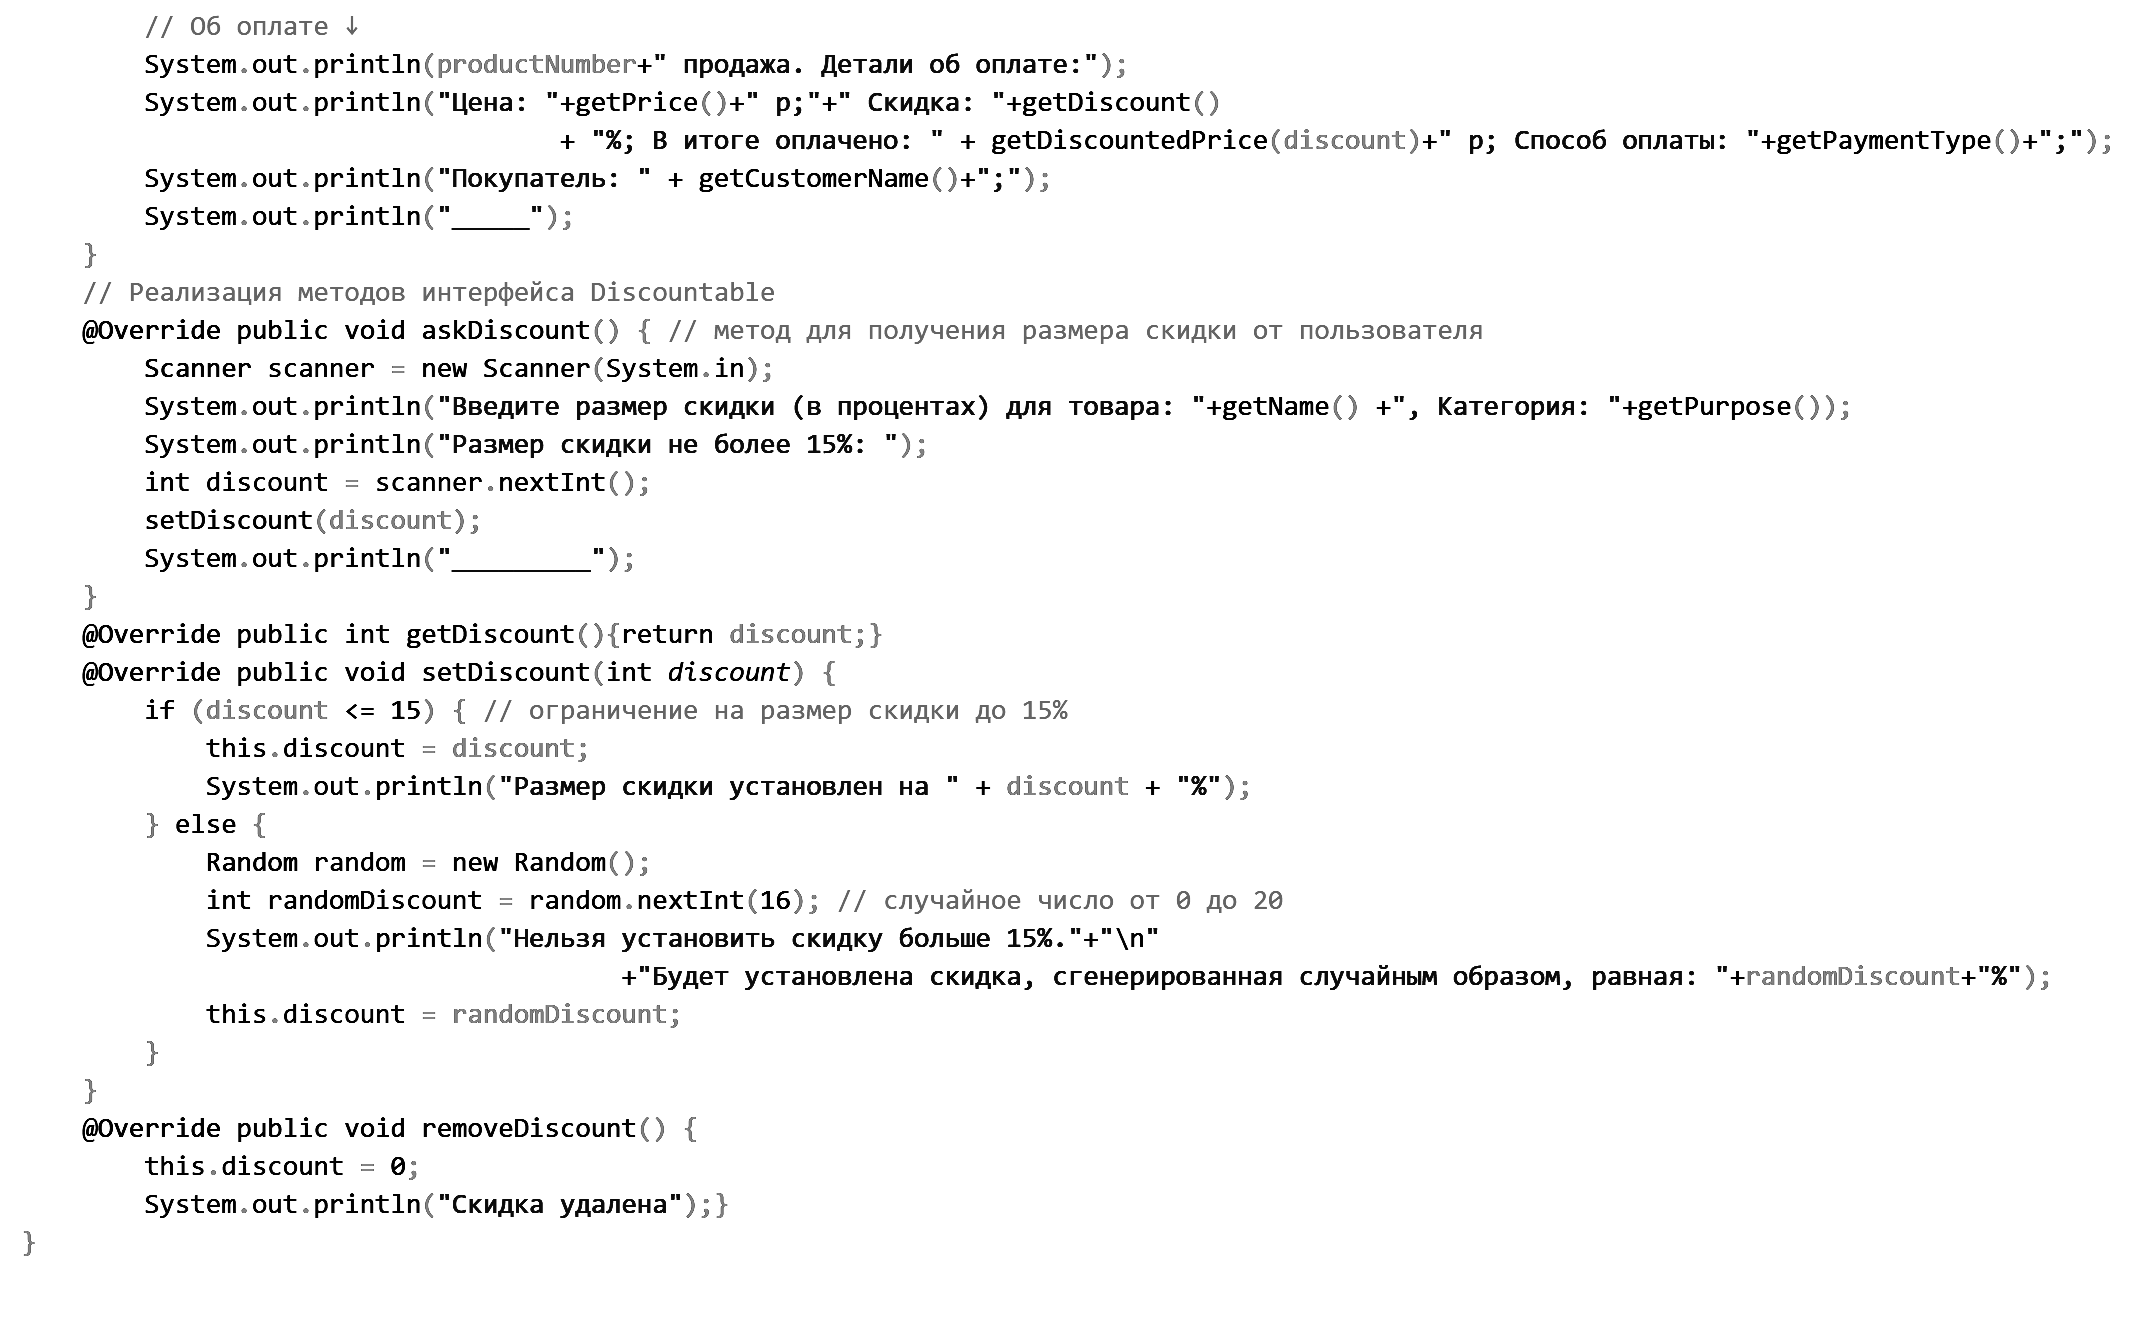 // Об оплате ↓
System.out.println(productNumber+" продажа. Детали об оплате:");
System.out.println("Цена: "+getPrice()+" р;"+" Скидка: "+getDiscount()
+ "%; В итоге оплачено: " + getDiscountedPrice(discount)+" р; Способ оплаты: "+getPaymentType()+";");
System.out.println("Покупатель: " + getCustomerName()+";");
System.out.println("_____");
}
// Реализация методов интерфейса Discountable
@Override public void askDiscount() { // метод для получения размера скидки от пользователя
Scanner scanner = new Scanner(System.in);
System.out.println("Введите размер скидки (в процентах) для товара: "+getName() +", Категория: "+getPurpose());
System.out.println("Размер скидки не более 15%: ");
int discount = scanner.nextInt();
setDiscount(discount);
System.out.println("_________");
}
@Override public int getDiscount(){return discount;}
@Override public void setDiscount(int discount) {
if (discount <= 15) { // ограничение на размер скидки до 15%
this.discount = discount;
System.out.println("Размер скидки установлен на " + discount + "%");
} else {
Random random = new Random();
int randomDiscount = random.nextInt(16); // случайное число от 0 до 20
System.out.println("Нельзя установить скидку больше 15%."+"\n"
+"Будет установлена скидка, сгенерированная случайным образом, равная: "+randomDiscount+"%");
this.discount = randomDiscount;
}
}
@Override public void removeDiscount() {
this.discount = 0;
System.out.println("Скидка удалена");}
}